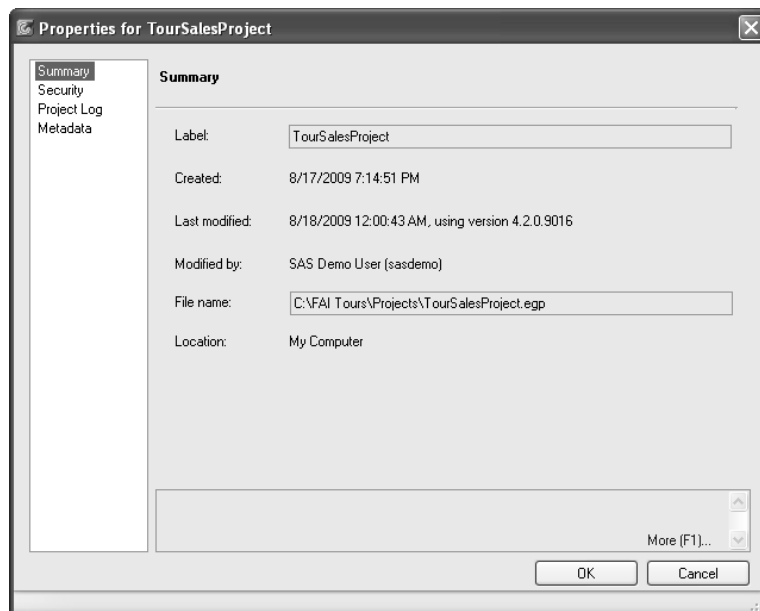 Properties for TourSalesProject
Summary
Security
Project Log
Metadata
Summary
Label: TourSalesProject
Created: 8/17/2009 7:14:51 PM
Last modified: 8/18/2009 12:00:43 AM, using version 4.2.0.9016
Modified by: SAS Demo User (sasdemo)
File name: C:\FAI Tours\Projects\TourSalesProject.egp
Location: My Computer
More (F1)...
OK Cancel